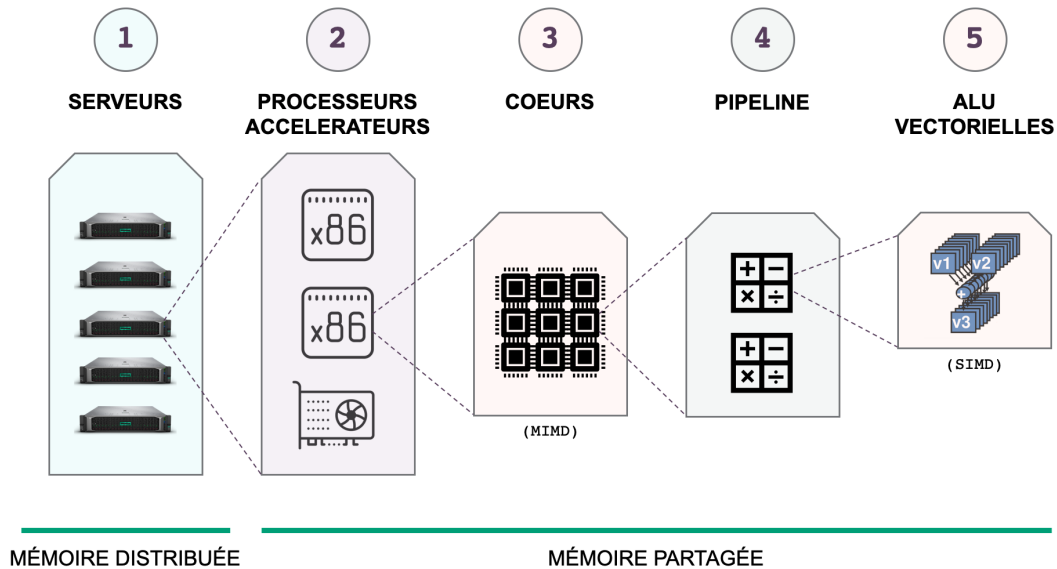 1
2
3
4
5
SERVEURS
PROCESSEURS
ACCELERATEURS
COEURS
PIPELINE
ALU
VECTORIELLES
x86
x86
v1
v2
+
v3
+ −
× ÷
+ −
× ÷
(SIMD)
(MIMD)
MÉMOIRE DISTRIBUÉE
MÉMOIRE PARTAGÉE